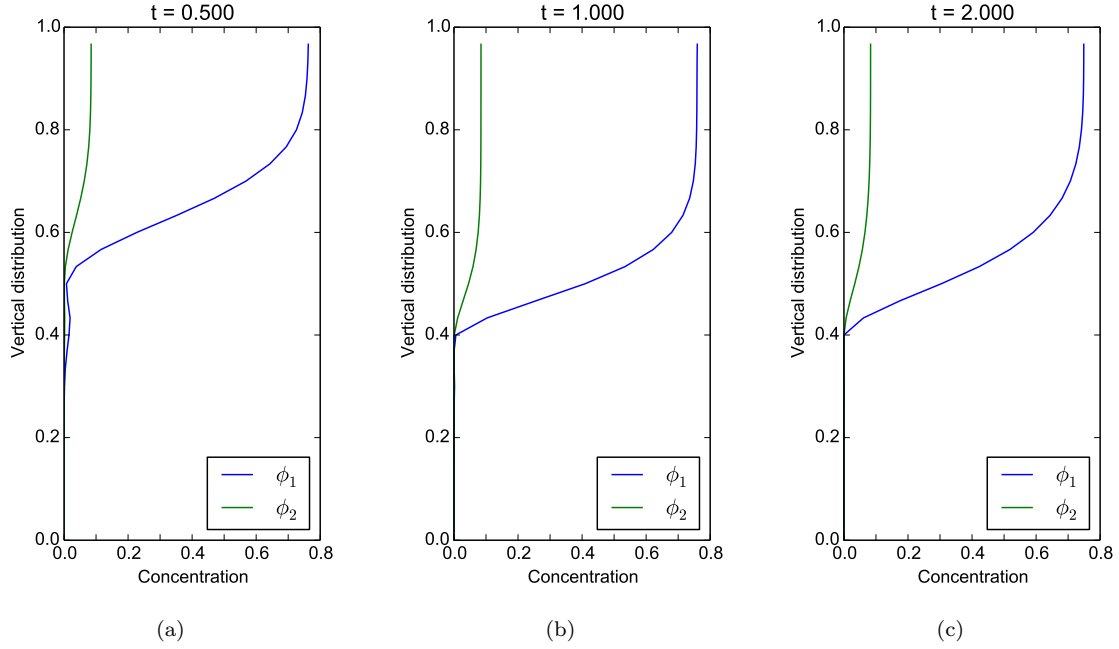 t = 0.500
1.0
0.8
0.6
0.4
0.2
0.0
Vertical distribution
ϕ1
ϕ2
0.0 0.2 0.4 0.6 0.8
Concentration
(a)
t = 1.000
1.0
0.8
0.6
0.4
0.2
0.0
Vertical distribution
ϕ1
ϕ2
0.0 0.2 0.4 0.6 0.8
Concentration
(b)
t = 2.000
1.0
0.8
0.6
0.4
0.2
0.0
Vertical distribution
ϕ1
ϕ2
0.0 0.2 0.4 0.6 0.8
Concentration
(c)